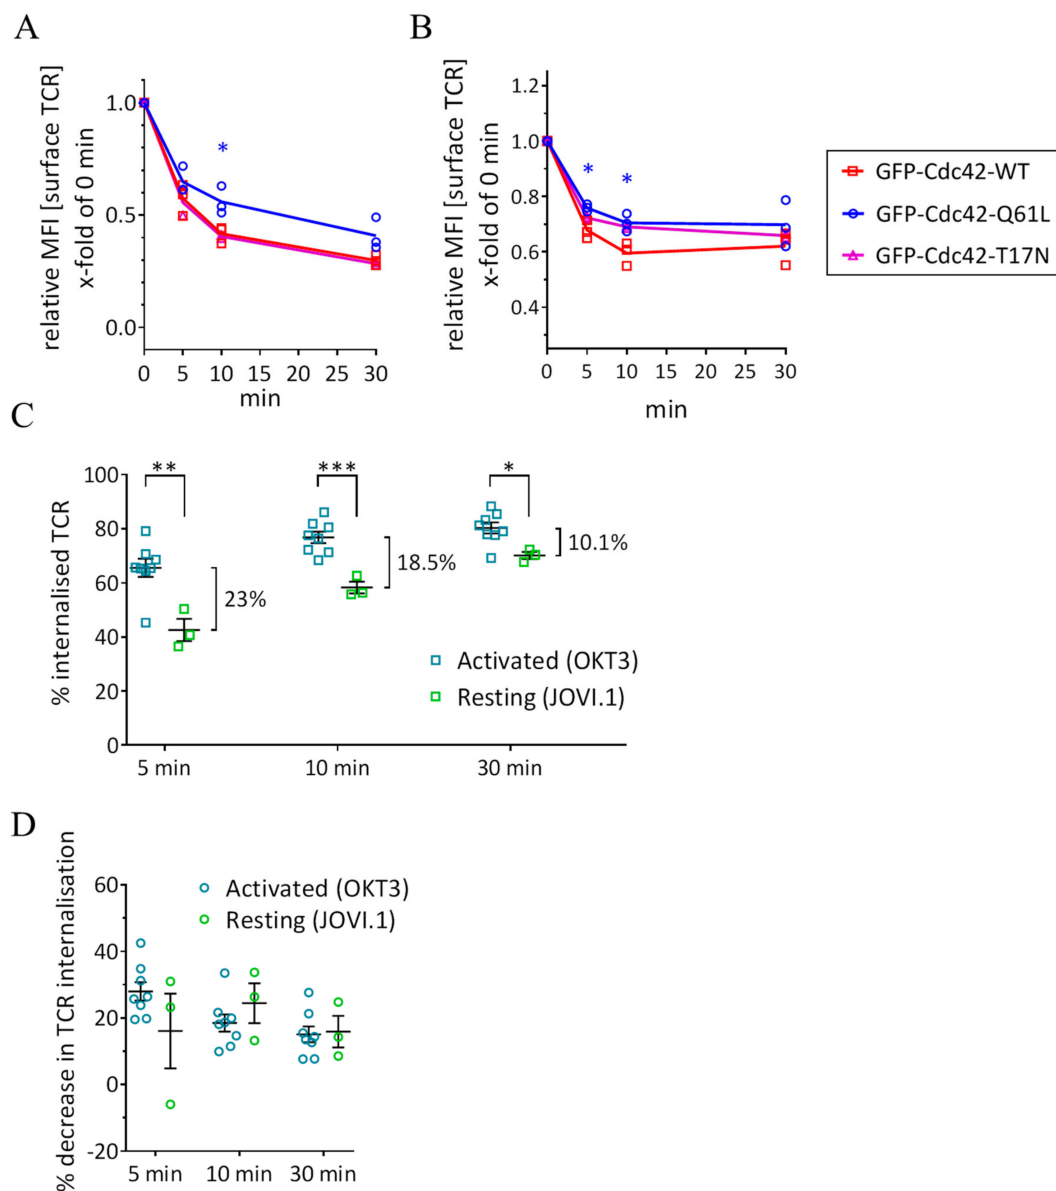 A
relative MFI [surface TCR]
x-fold of 0 min
1.0
0.5
0.0
*
0 5 10 15 20 25 30
min
B
relative MFI [surface TCR]
x-fold of 0 min
1.2
1.0
0.8
0.6
0.4
* *
0 5 10 15 20 25 30
min
GFP-Cdc42-WT
GFP-Cdc42-Q61L
GFP-Cdc42-T17N
C
% internalised TCR
100
80
60
40
20
0
** *** *
23%
18.5%
10.1%
Activated (OKT3)
Resting (JOVI.1)
5 min 10 min 30 min
D
% decrease in TCR internalisation
60
40
20
0
-20
Activated (OKT3)
Resting (JOVI.1)
5 min 10 min 30 min